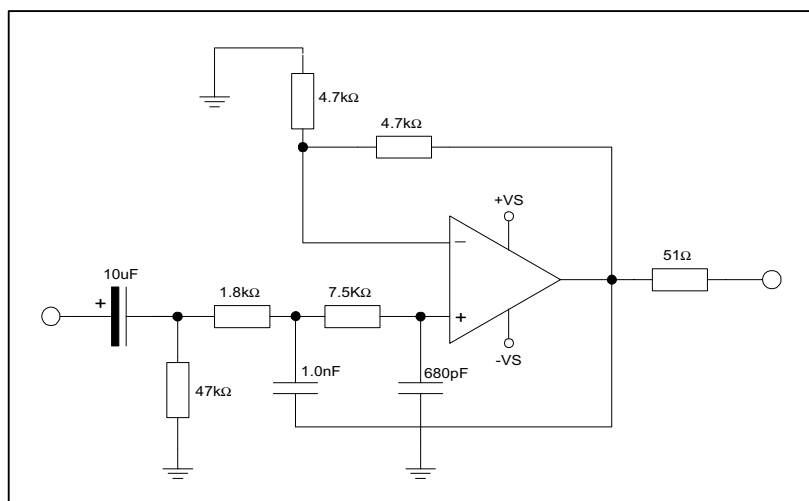 4.7kΩ
4.7kΩ
+VS
−
51Ω
10uF
+
1.8kΩ
7.5KΩ
+
-VS
1.0nF
680pF
47kΩ